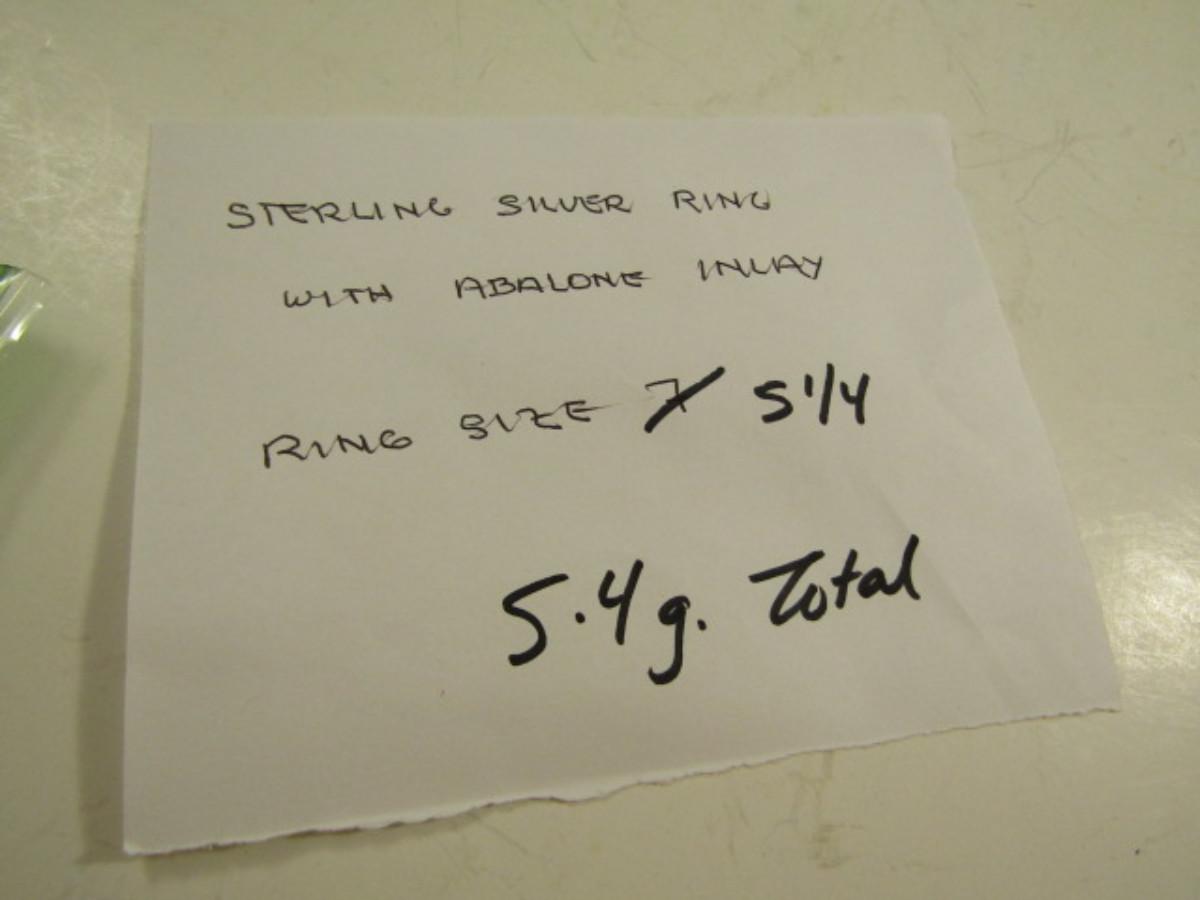 STERLING SILVER RING
WITH ABALONE INLAY
RING SIZE 7 5 1/4
5.4g. Total